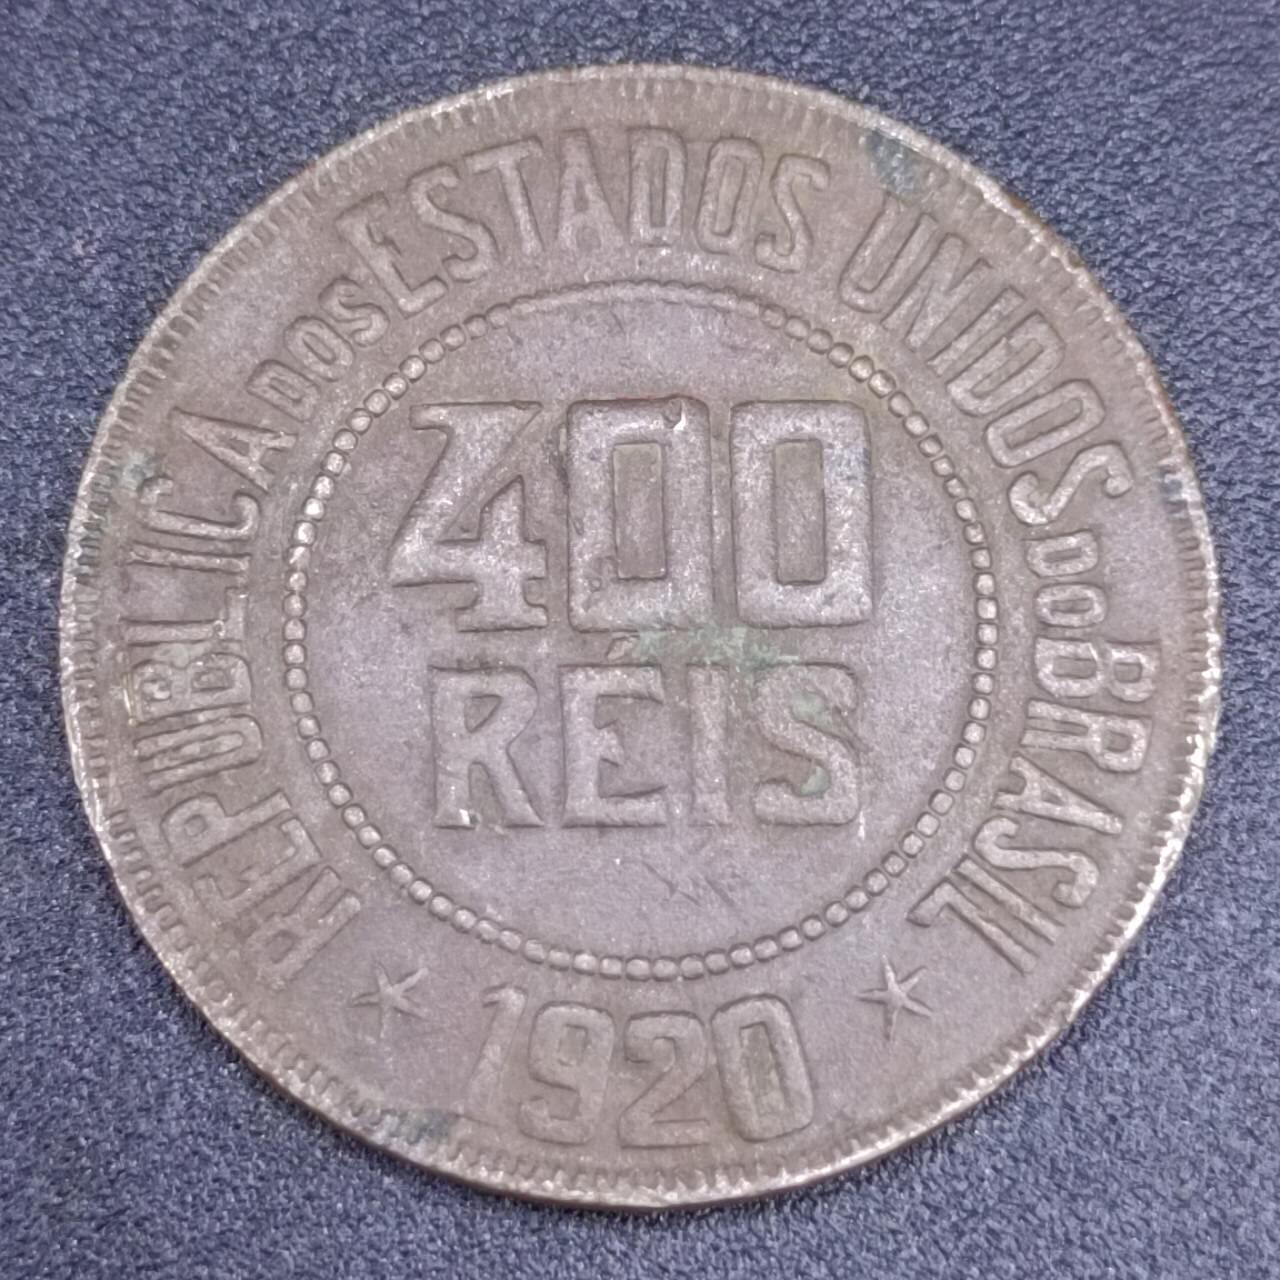 REPUBLICA DOS ESTADOS UNIDOS DO BRASIL
400
RÉIS
1920